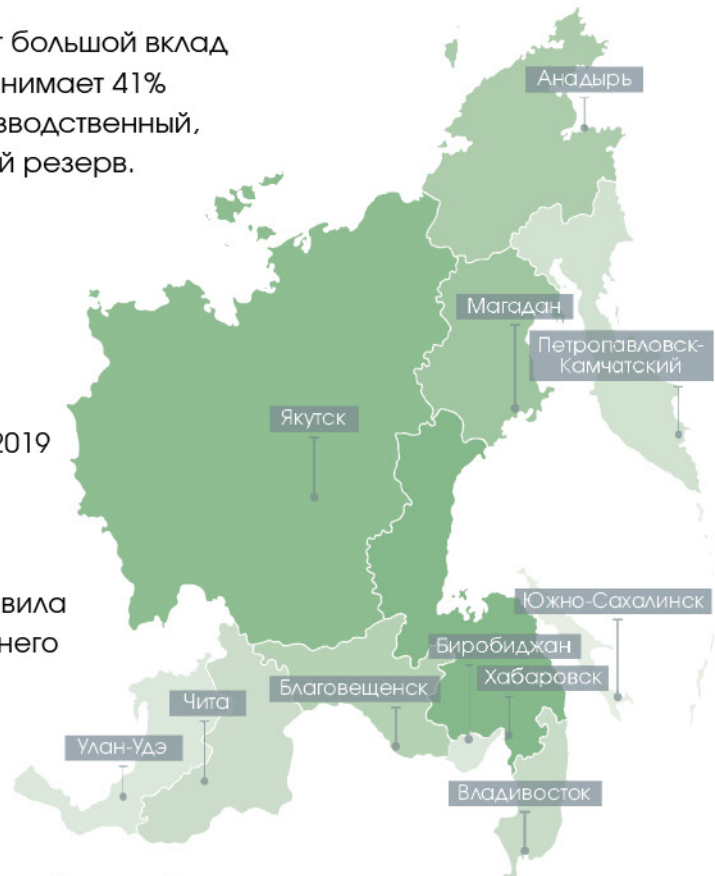 большой вклад
нимает 41%
зводственный,
й резерв.
Анадырь
Магадан
Петропавловск-
Камчатский
Якутск
2019
вила
него
Южно-Сахалинск
Биробиджан
Хабаровск
Благовещенск
Чита
Улан-Удэ
Владивосток